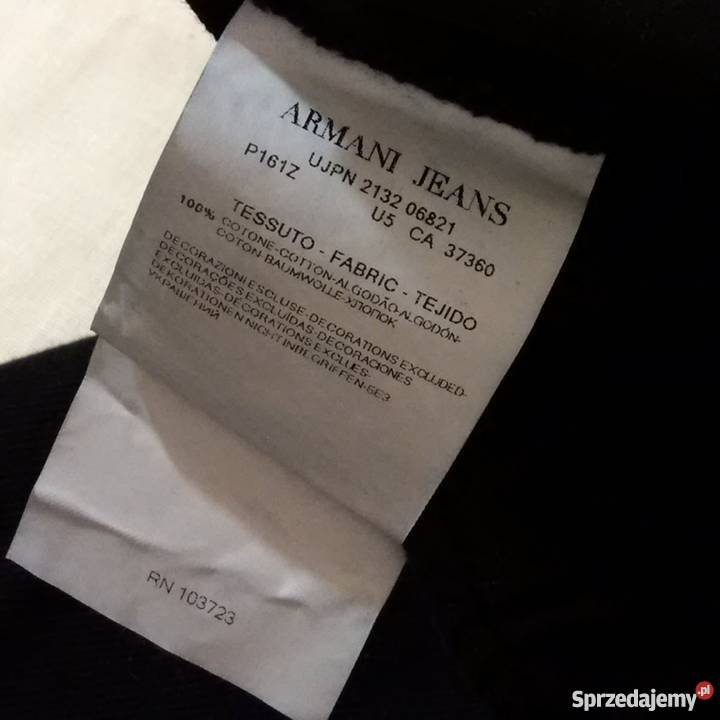 ARMANI JEANS
UJPN 2132 06821
P161Z U5 CA 37360
TESSUTO - FABRIC - TEJIDO
100% COTONE-COTTON-ALGODÃO-ALGODÓN-
COTON-BAUMWOLLE-ХЛОПОК
DECORAZIONI ESCLUSE-DECORATIONS EXCLUDED-
DECORAÇÕES EXCLUÍDAS-DECORACIONES
EXCLUIDAS-DECORATIONS EXCLUES-
DEKORATIONEN NICHT INBEGRIFFEN-БЕЗ
УКРАШЕНИЙ
RN 103723
Sprzedajemy.pl